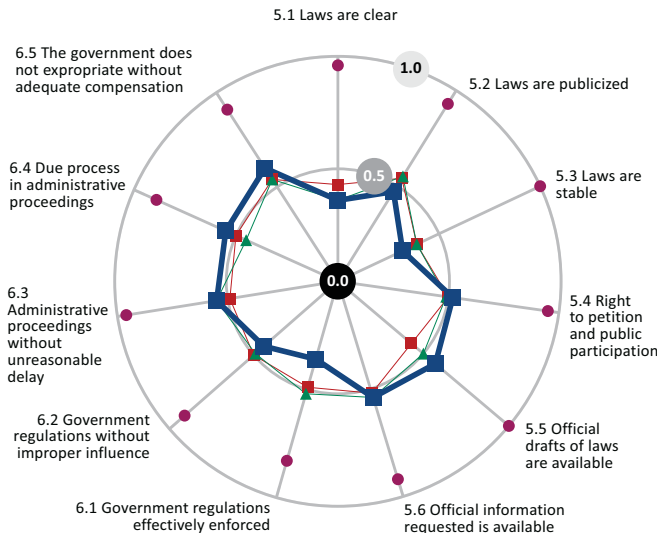 5.1 Laws are clear
1.0
5.2 Laws are publicized
5.3 Laws are
stable
5.4 Right
to petition
and public
participation
5.5 Official
drafts of laws
are available
5.6 Official information
requested is available
6.1 Government regulations
effectively enforced
6.2 Government
regulations without
improper influence
6.3
Administrative
proceedings
without
unreasonable
delay
6.4 Due process
in administrative
proceedings
6.5 The government does
not expropriate without
adequate compensation
0.5
0.0